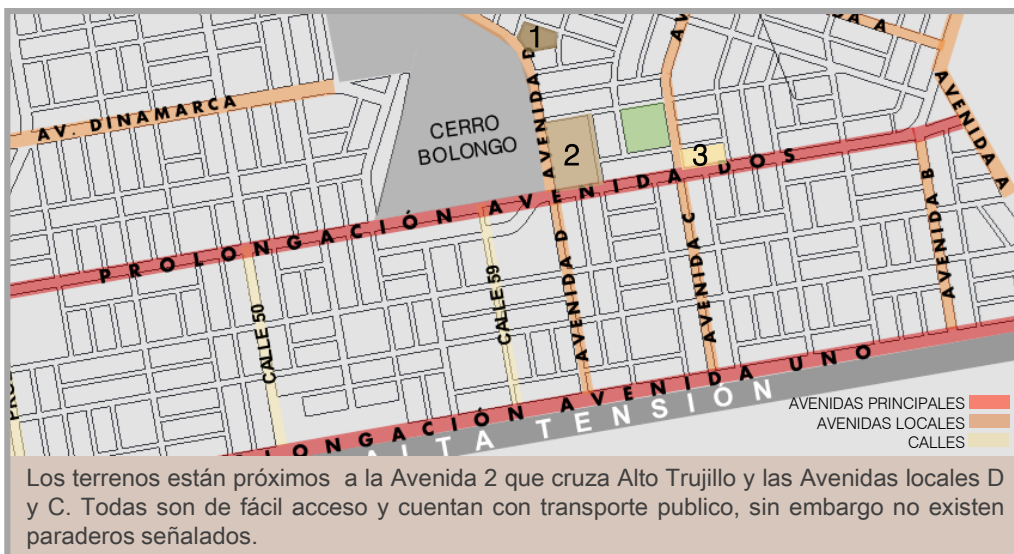 AVENIDA A
AV. DINAMARCA
1
AVENIDA D
CERRO
BOLONGO
2
3
PROLONGACIÓN AVENIDA DOS
CALLE 50
CALLE 59
AVENIDA D
AVENIDA C
AVENIDA B
LONGACIÓN AVENIDA UNO
ALTA TENSIÓN
AVENIDAS PRINCIPALES
AVENIDAS LOCALES
CALLES
Los terrenos están próximos a la Avenida 2 que cruza Alto Trujillo y las Avenidas locales D
y C. Todas son de fácil acceso y cuentan con transporte publico, sin embargo no existen
paraderos señalados.